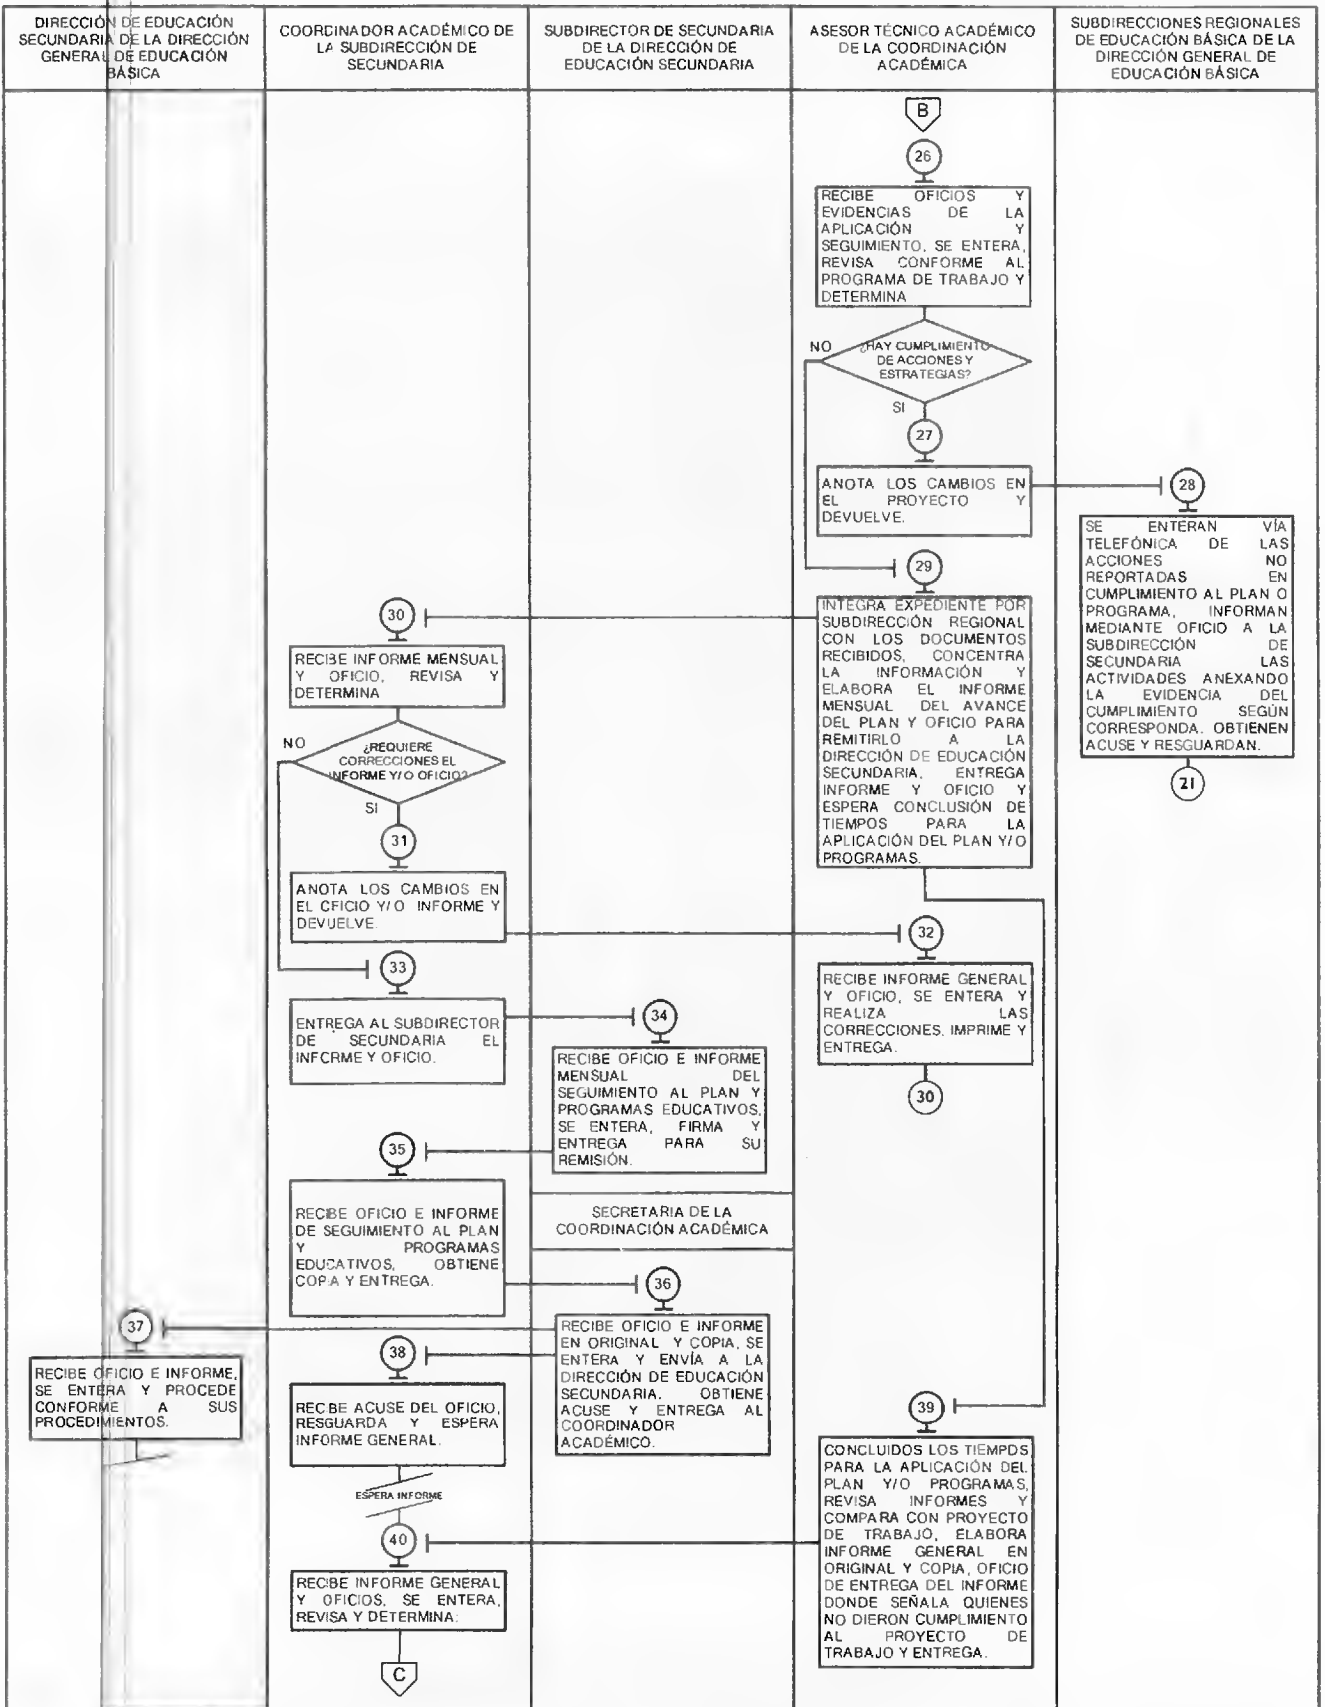 DIRECCIÓN DE EDUCACIÓN
SECUNDARIA DE LA DIRECCIÓN
GENERAL DE EDUCACIÓN
BÁSICA
COORDINADOR ACADÉMICO DE
LA SUBDIRECCIÓN DE
SECUNDARIA
SUBDIRECTOR DE SECUNDARIA
DE LA DIRECCIÓN DE
EDUCACIÓN SECUNDARIA
ASESOR TÉCNICO ACADÉMICO
DE LA COORDINACIÓN
ACADÉMICA
SUBDIRECCIONES REGIONALES
DE EDUCACIÓN BÁSICA DE LA
DIRECCIÓN GENERAL DE
EDUCACIÓN BÁSICA
B
26
RECIBE OFICIOS Y
EVIDENCIAS DE LA
APLICACIÓN Y
SEGUIMIENTO, SE ENTERA,
REVISA CONFORME AL
PROGRAMA DE TRABAJO Y
DETERMINA
NO
¿HAY CUMPLIMIENTO
DE ACCIONES Y
ESTRATEGIAS?
SI
27
ANOTA LOS CAMBIOS EN
EL PROYECTO Y
DEVUELVE.
28
SE ENTERAN VÍA
TELEFÓNICA DE LAS
ACCIONES NO
REPORTADAS EN
CUMPLIMIENTO AL PLAN O
PROGRAMA, INFORMAN
MEDIANTE OFICIO A LA
SUBDIRECCIÓN DE
SECUNDARIA LAS
ACTIVIDADES ANEXANDO
LA EVIDENCIA DEL
CUMPLIMIENTO SEGÚN
CORRESPONDA. OBTIENEN
ACUSE Y RESGUARDAN.
21
29
INTEGRA EXPEDIENTE POR
SUBDIRECCIÓN REGIONAL
CON LOS DOCUMENTOS
RECIBIDOS, CONCENTRA
LA INFORMACIÓN Y
ELABORA EL INFORME
MENSUAL DEL AVANCE
DEL PLAN Y OFICIO PARA
REMITIRLO A LA
DIRECCIÓN DE EDUCACIÓN
SECUNDARIA, ENTREGA
INFORME Y OFICIO Y
ESPERA CONCLUSIÓN DE
TIEMPOS PARA LA
APLICACIÓN DEL PLAN Y/O
PROGRAMAS.
30
RECIBE INFORME MENSUAL
Y OFICIO, REVISA Y
DETERMINA
NO
¿REQUIERE
CORRECCIONES EL
INFORME Y/O OFICIO?
SI
31
ANOTA LOS CAMBIOS EN
EL OFICIO Y/O INFORME Y
DEVUELVE
32
RECIBE INFORME GENERAL
Y OFICIO, SE ENTERA Y
REALIZA LAS
CORRECCIONES. IMPRIME Y
ENTREGA.
30
33
ENTREGA AL SUBDIRECTOR
DE SECUNDARIA EL
INFORME Y OFICIO.
34
RECIBE OFICIO E INFORME
MENSUAL DEL
SEGUIMIENTO AL PLAN Y
PROGRAMAS EDUCATIVOS,
SE ENTERA, FIRMA Y
ENTREGA PARA SU
REMISIÓN.
35
RECIBE OFICIO E INFORME
DE SEGUIMIENTO AL PLAN
Y PROGRAMAS
EDUCATIVOS, OBTIENE
COPIA Y ENTREGA.
SECRETARIA DE LA
COORDINACIÓN ACADÉMICA
36
RECIBE OFICIO E INFORME
EN ORIGINAL Y COPIA, SE
ENTERA Y ENVÍA A LA
DIRECCIÓN DE EDUCACIÓN
SECUNDARIA. OBTIENE
ACUSE Y ENTREGA AL
COORDINADOR
ACADÉMICO.
37
RECIBE OFICIO E INFORME,
SE ENTERA Y PROCEDE
CONFORME A SUS
PROCEDIMIENTOS.
38
RECIBE ACUSE DEL OFICIO,
RESGUARDA Y ESPERA
INFORME GENERAL.
ESPERA INFORME
39
CONCLUIDOS LOS TIEMPOS
PARA LA APLICACIÓN DEL
PLAN Y/O PROGRAMAS,
REVISA INFORMES Y
COMPARA CON PROYECTO
DE TRABAJO, ELABORA
INFORME GENERAL EN
ORIGINAL Y COPIA, OFICIO
DE ENTREGA DEL INFORME
DONDE SEÑALA QUIENES
NO DIERON CUMPLIMIENTO
AL PROYECTO DE
TRABAJO Y ENTREGA.
40
RECIBE INFORME GENERAL
Y OFICIOS, SE ENTERA,
REVISA Y DETERMINA:
C